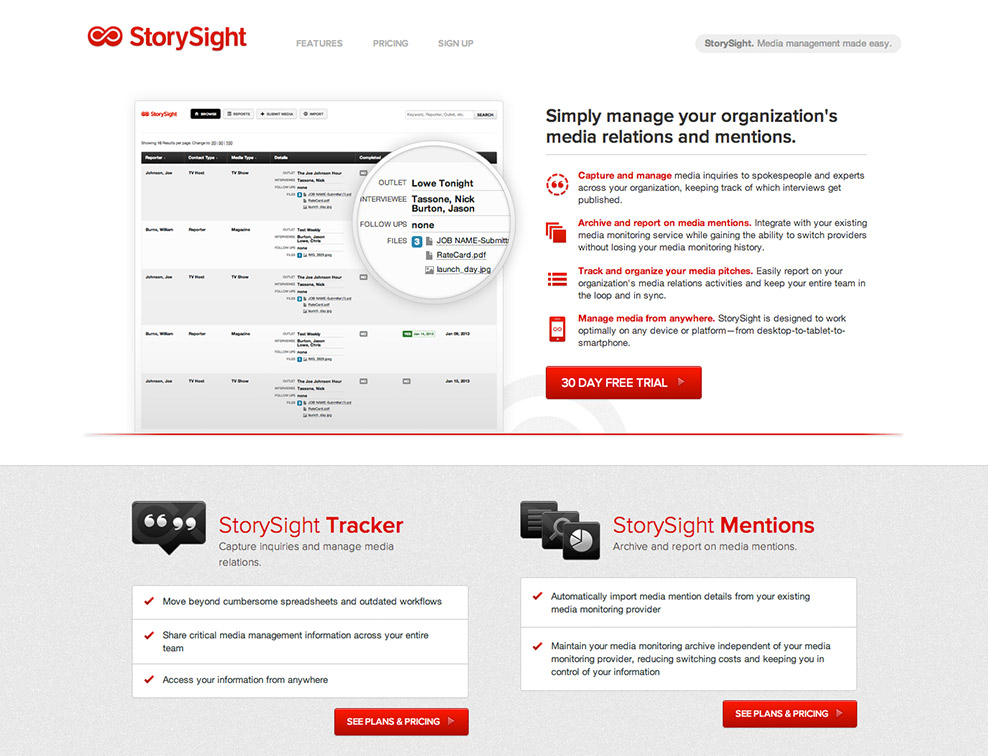 StorySight
FEATURES PRICING SIGN UP
StorySight. Media management made easy.
StorySight
BROWSE REPORTS SUBMIT MEDIA IMPORT
Keyword, Reporter, Outlet, etc. SEARCH
Showing 10 Results per page. Change to:
Reporter Contact Type Media Type Details Completed
Johnson, Joe TV Host TV Show OUTLET The Joe Johnson Hour NO
INTERVIEWEE Tassone, Nick
FOLLOW UPS none
FILES 3 JOB NAME-Submitted.pdf
RateCard.pdf
launch_day.jpg
Burns, William Reporter Magazine OUTLET Test Weekly
INTERVIEWEE Burton, Jason
Lowe, Chris
FOLLOW UPS none
FILES
Johnson, Joe TV Host TV Show OUTLET The Joe Johnson Hour NO
INTERVIEWEE Tassone, Nick
FOLLOW UPS none
FILES 3 JOB NAME-Submitted.pdf
RateCard.pdf
launch_day.jpg
Burns, William Reporter Magazine OUTLET Test Weekly NO YES Jan 14, 2013 Jan 09, 2013
INTERVIEWEE Burton, Jason
Lowe, Chris
FOLLOW UPS none
FILES
Johnson, Joe TV Host TV Show OUTLET The Joe Johnson Hour NO NO Jan 10, 2013
INTERVIEWEE Tassone, Nick
FOLLOW UPS none
FILES 3 JOB NAME-Submitted.pdf
RateCard.pdf
launch_day.jpg
OUTLET Lowe Tonight
INTERVIEWEE Tassone, Nick
Burton, Jason
FOLLOW UPS none
FILES 3 JOB NAME-Submitt
RateCard.pdf
launch_day.jpg
Simply manage your organization's
media relations and mentions.
Capture and manage media inquiries to spokespeople and experts
across your organization, keeping track of which interviews get
published.
Archive and report on media mentions. Integrate with your existing
media monitoring service while gaining the ability to switch providers
without losing your media monitoring history.
Track and organize your media pitches. Easily report on your
organization's media relations activities and keep your entire team in
the loop and in sync.
Manage media from anywhere. StorySight is designed to work
optimally on any device or platform—from desktop-to-tablet-to-
smartphone.
30 DAY FREE TRIAL
StorySight Tracker
Capture inquiries and manage media
relations.
Move beyond cumbersome spreadsheets and outdated workflows
Share critical media management information across your entire
team
Access your information from anywhere
SEE PLANS & PRICING
StorySight Mentions
Archive and report on media mentions.
Automatically import media mention details from your existing
media monitoring provider
Maintain your media monitoring archive independent of your media
monitoring provider, reducing switching costs and keeping you in
control of your information
SEE PLANS & PRICING